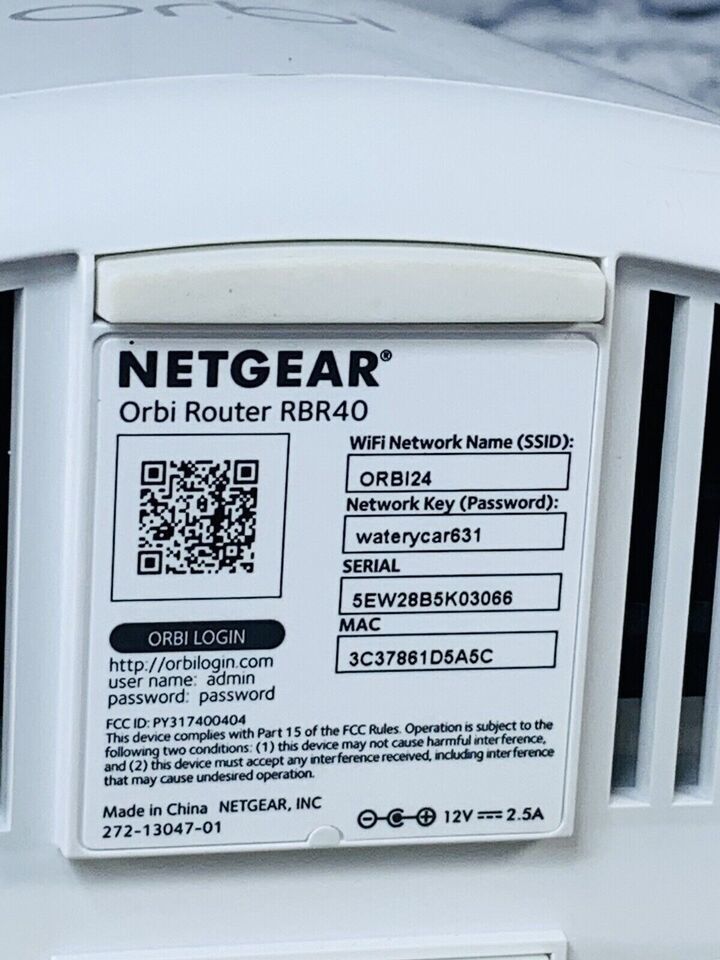 orbi
NETGEAR®
Orbi Router RBR40
WiFi Network Name (SSID):
ORBI24
Network Key (Password):
waterycar631
SERIAL
5EW28B5K03066
MAC
3C37861D5A5C
ORBI LOGIN
http://orbilogin.com
user name: admin
password: password
FCC ID: PY317400404
This device complies with Part 15 of the FCC Rules. Operation is subject to the
following two conditions: (1) this device may not cause harmful interference,
and (2) this device must accept any interference received, including interference
that may cause undesired operation.
Made in China NETGEAR, INC
272-13047-01
12V 2.5A